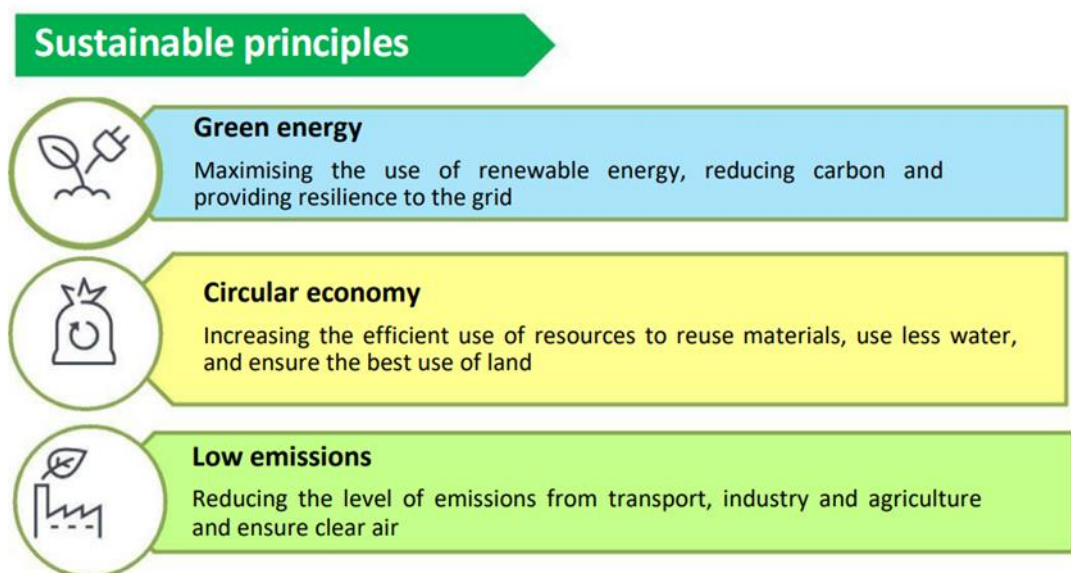 Sustainable principles
Green energy
Maximising the use of renewable energy, reducing carbon and
providing resilience to the grid
Circular economy
Increasing the efficient use of resources to reuse materials, use less water,
and ensure the best use of land
Low emissions
Reducing the level of emissions from transport, industry and agriculture
and ensure clear air